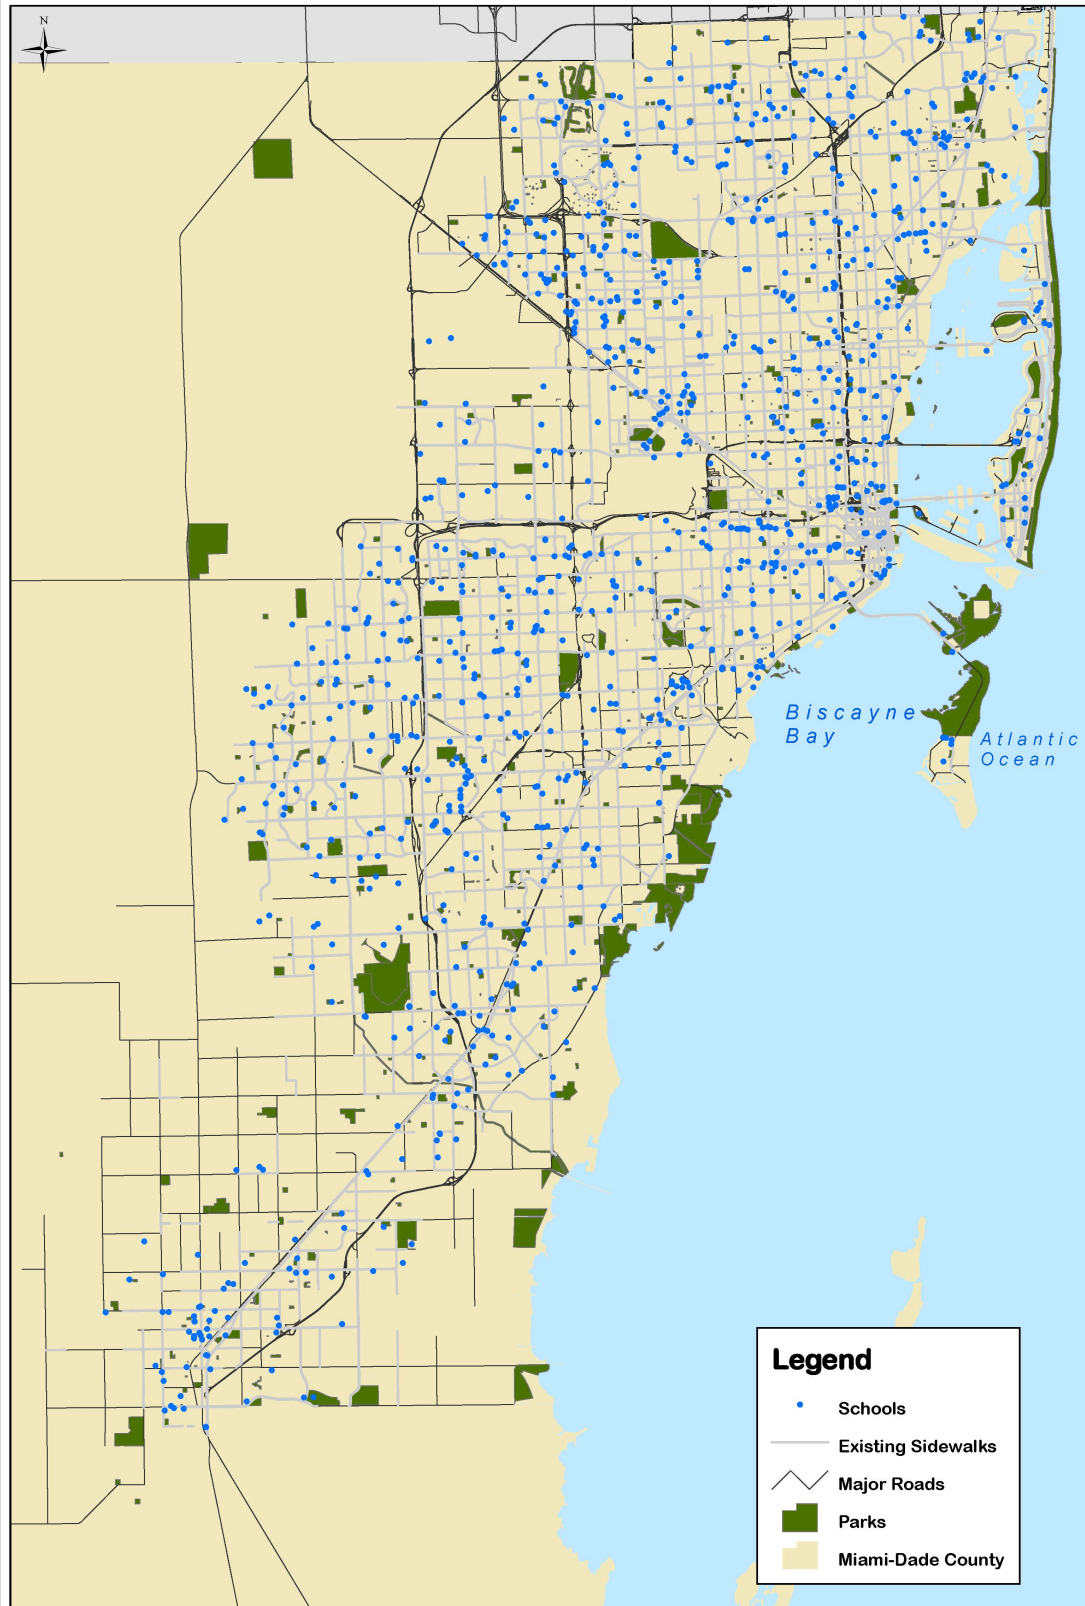 N
Biscayne
Bay
Atlantic
Ocean
Legend
Schools
Existing Sidewalks
Major Roads
Parks
Miami-Dade County